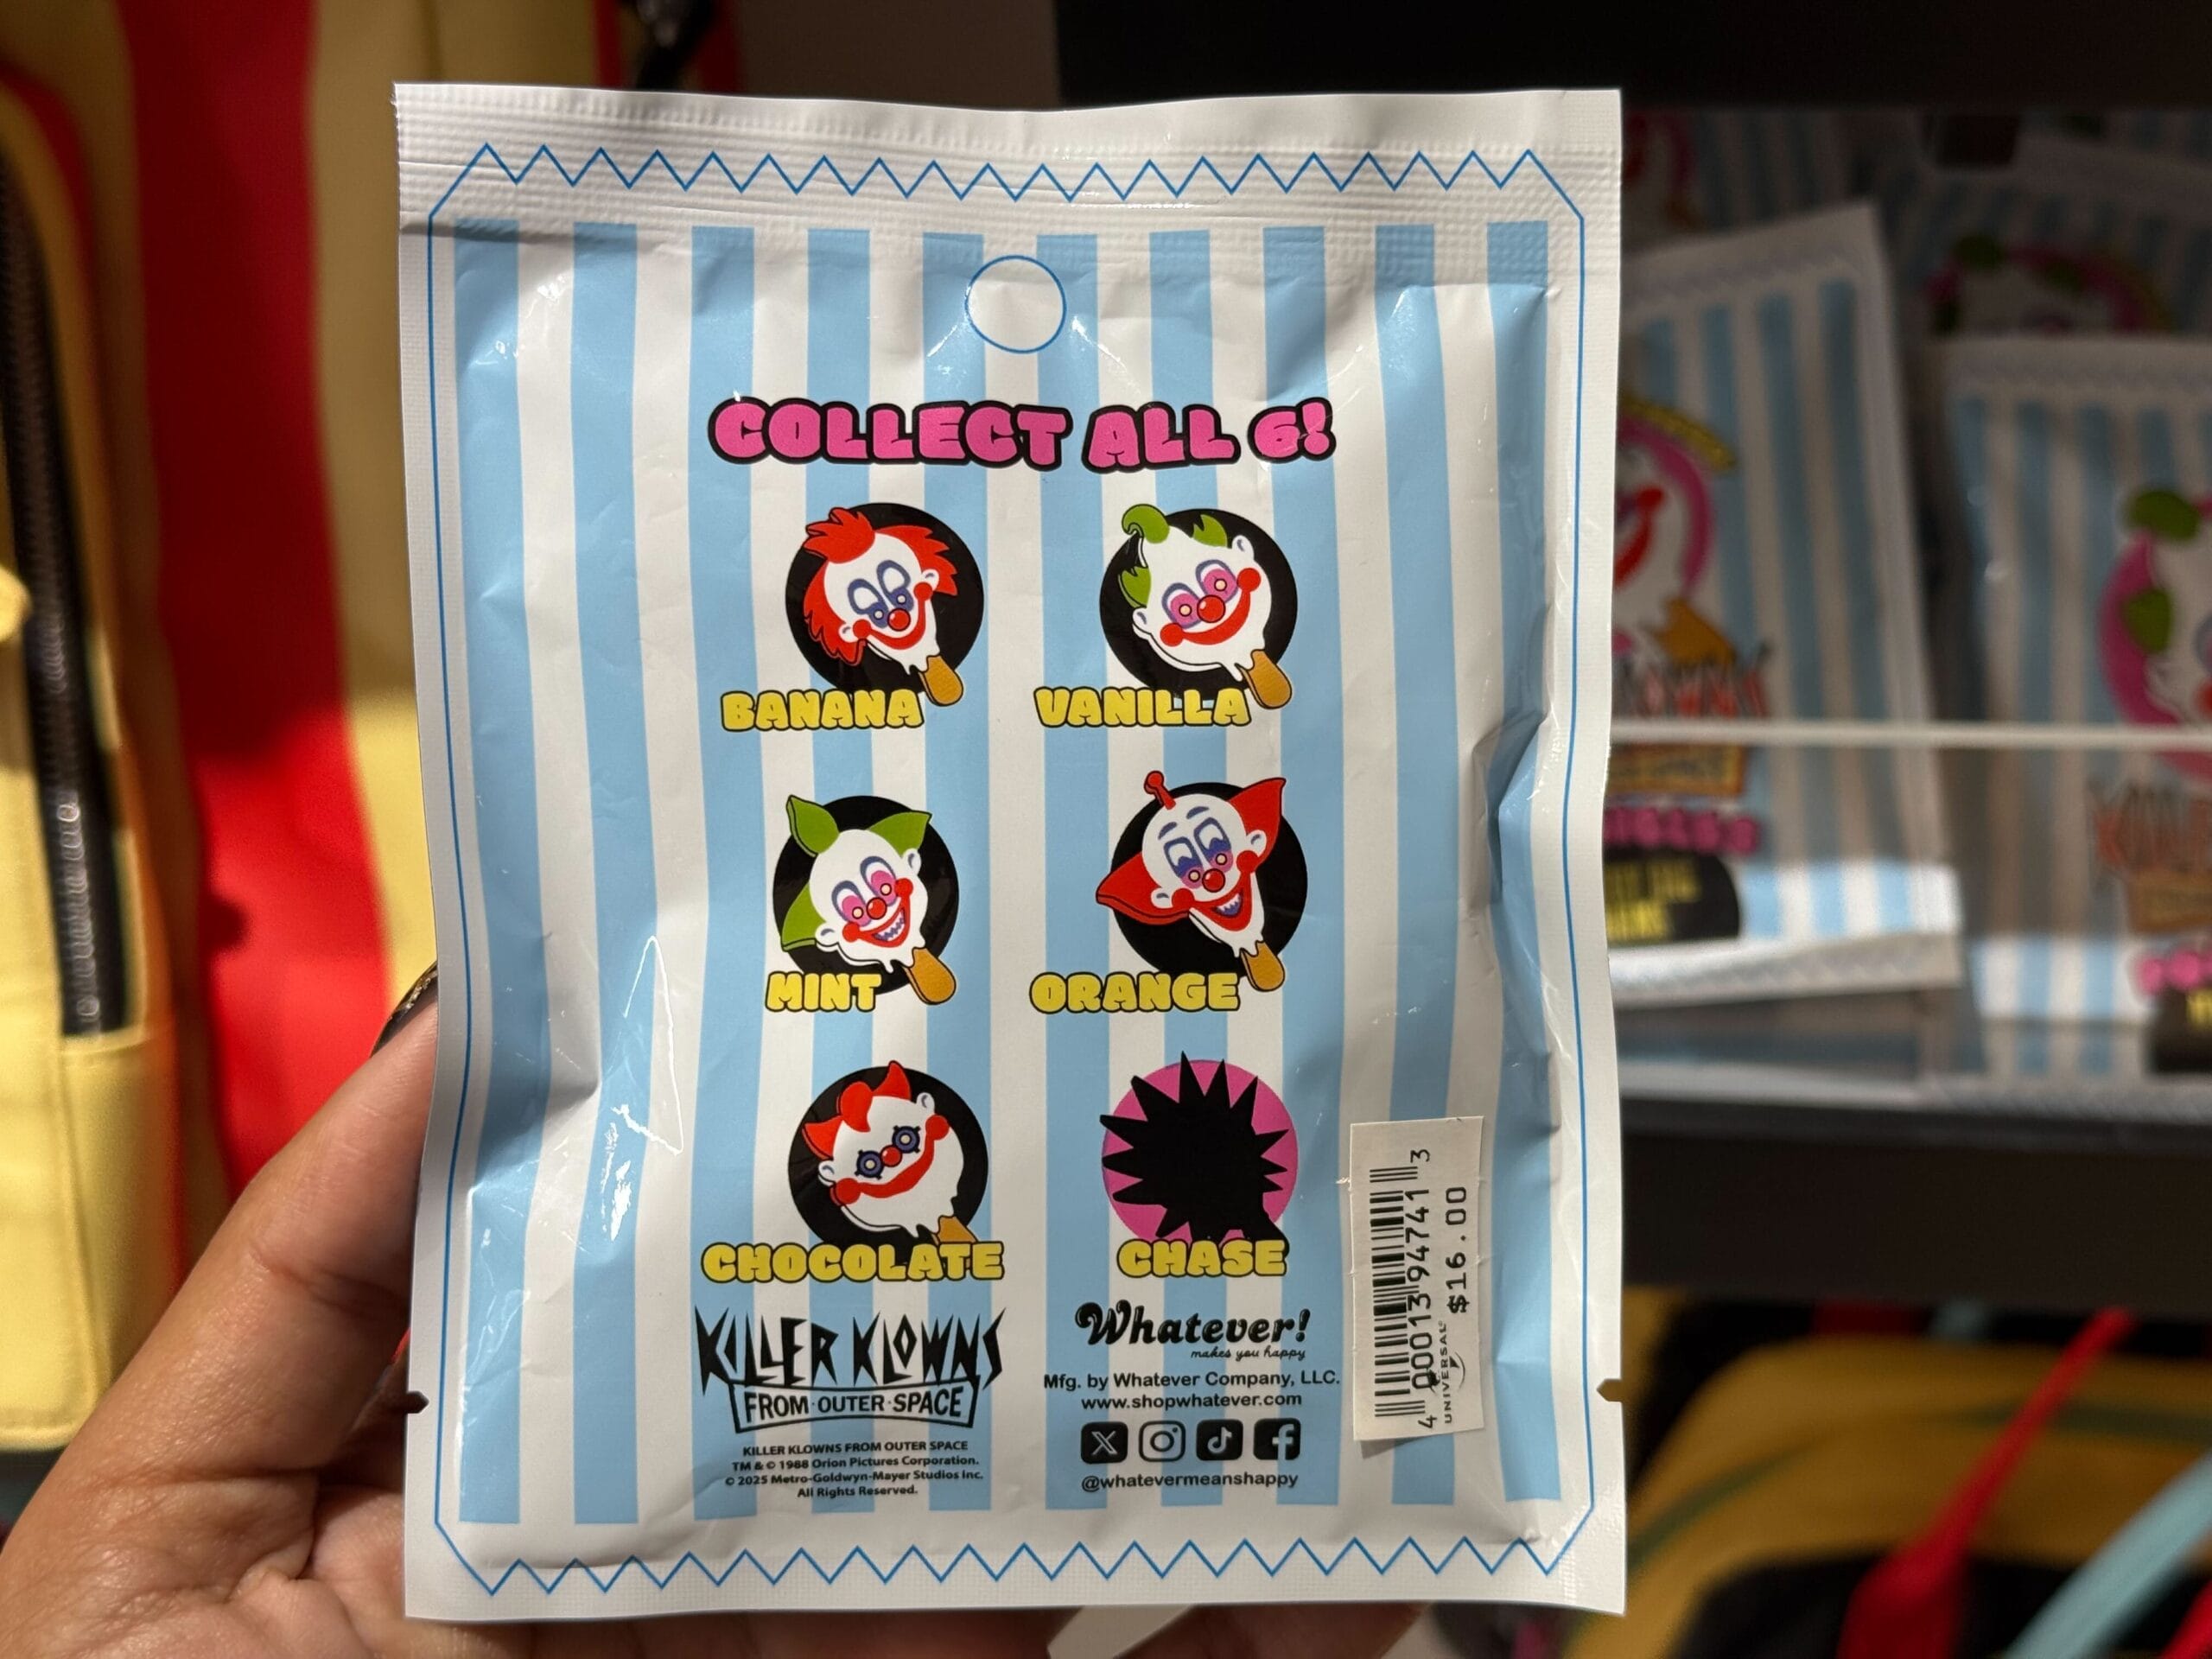 COLLECT ALL 6!
BANANA
VANILLA
MINT
ORANGE
CHOCOLATE
CHASE
KILLER KLOWNS
FROM·OUTER·SPACE
KILLER KLOWNS FROM OUTER SPACE
TM & © 1988 Orion Pictures Corporation.
© 2025 Metro-Goldwyn-Mayer Studios Inc.
All Rights Reserved.
Whatever!
makes you happy
Mfg. by Whatever Company, LLC.
www.shopwhatever.com
@whatevermeanshappy
4 00013 94741 3
UNIVERSAL
$16.00